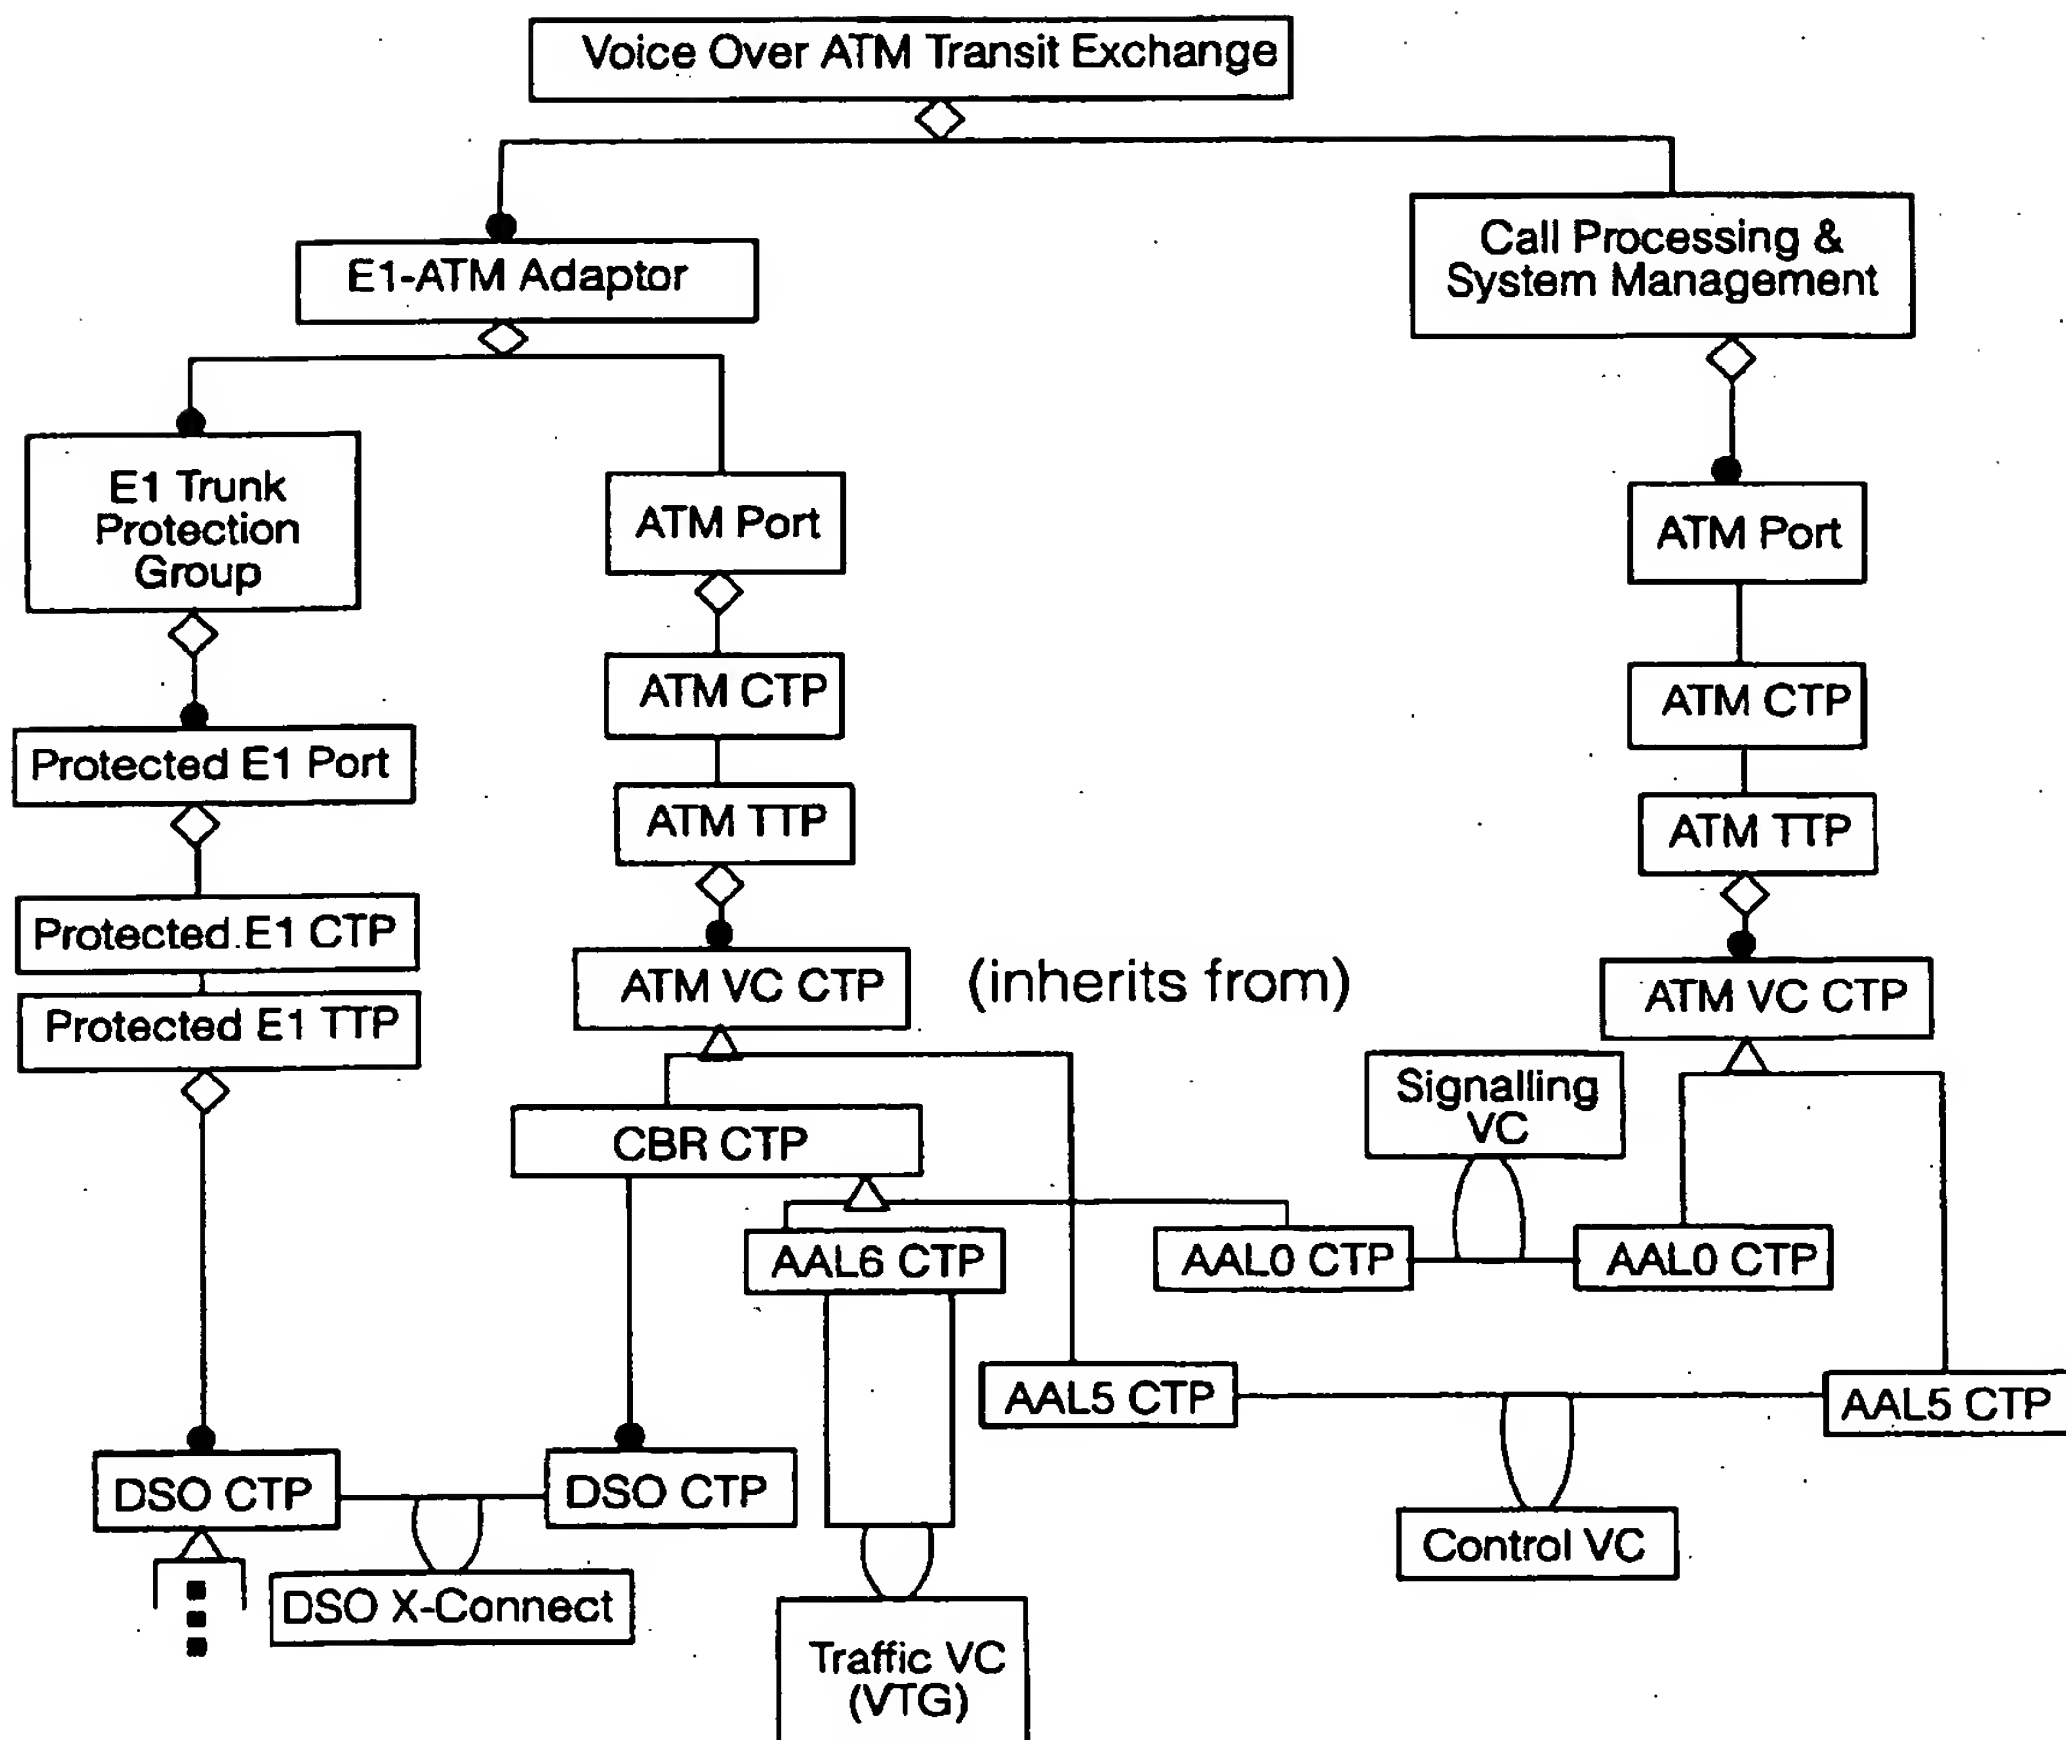 Voice Over ATM Transit Exchange
E1-ATM Adaptor
Call Processing &
System Management
E1 Trunk
Protection
Group
ATM Port
ATM Port
ATM CTP
ATM CTP
Protected E1 Port
ATM TTP
ATM TTP
Protected.E1 CTP
ATM VC CTP
(inherits from)
ATM VC CTP
Protected E1 TTP
Signalling
VC
CBR CTP
AAL6 CTP
AAL0 CTP
AAL0 CTP
AAL5 CTP
AAL5 CTP
DSO CTP
DSO CTP
Control VC
DSO X-Connect
Traffic VC
(VTG)